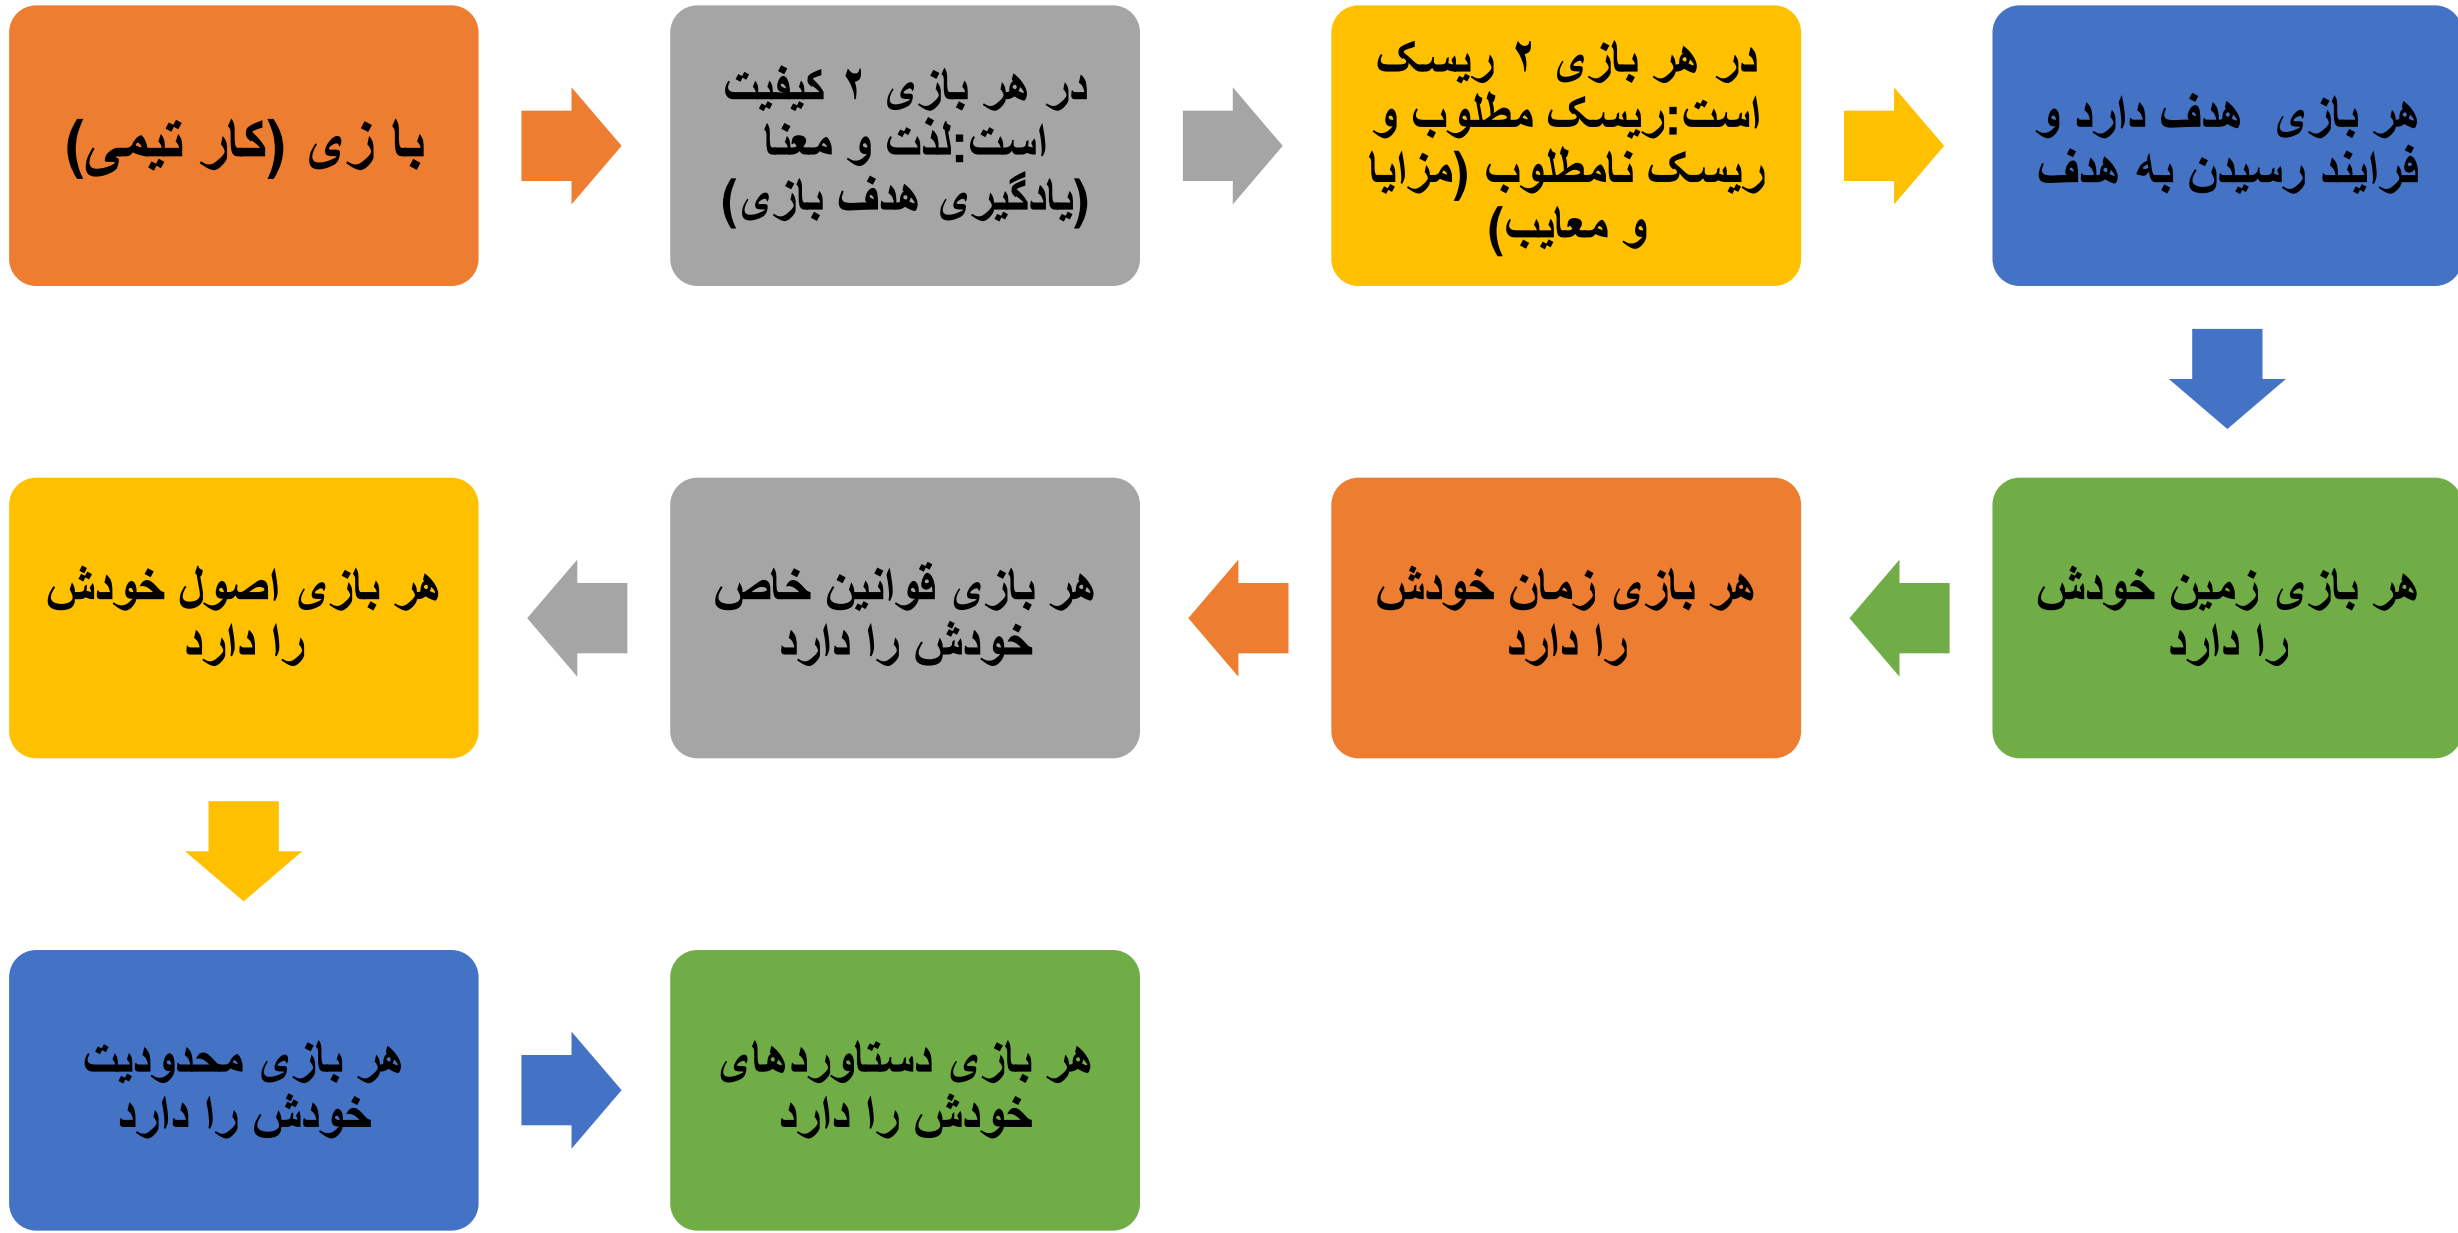 با زی (کار تیمی)
در هر بازی ۲ کیفیت
است:لذت و معنا
(یادگیری هدف بازی)
در هر بازی ۲ ریسک
است:ریسک مطلوب و
ریسک نامطلوب (مزایا
و معایب)
هر بازی هدف دارد و
فرایند رسیدن به هدف
هر بازی زمین خودش
را دارد
هر بازی زمان خودش
را دارد
هر بازی قوانین خاص
خودش را دارد
هر بازی اصول خودش
را دارد
هر بازی محدودیت
خودش را دارد
هر بازی دستاوردهای
خودش را دارد